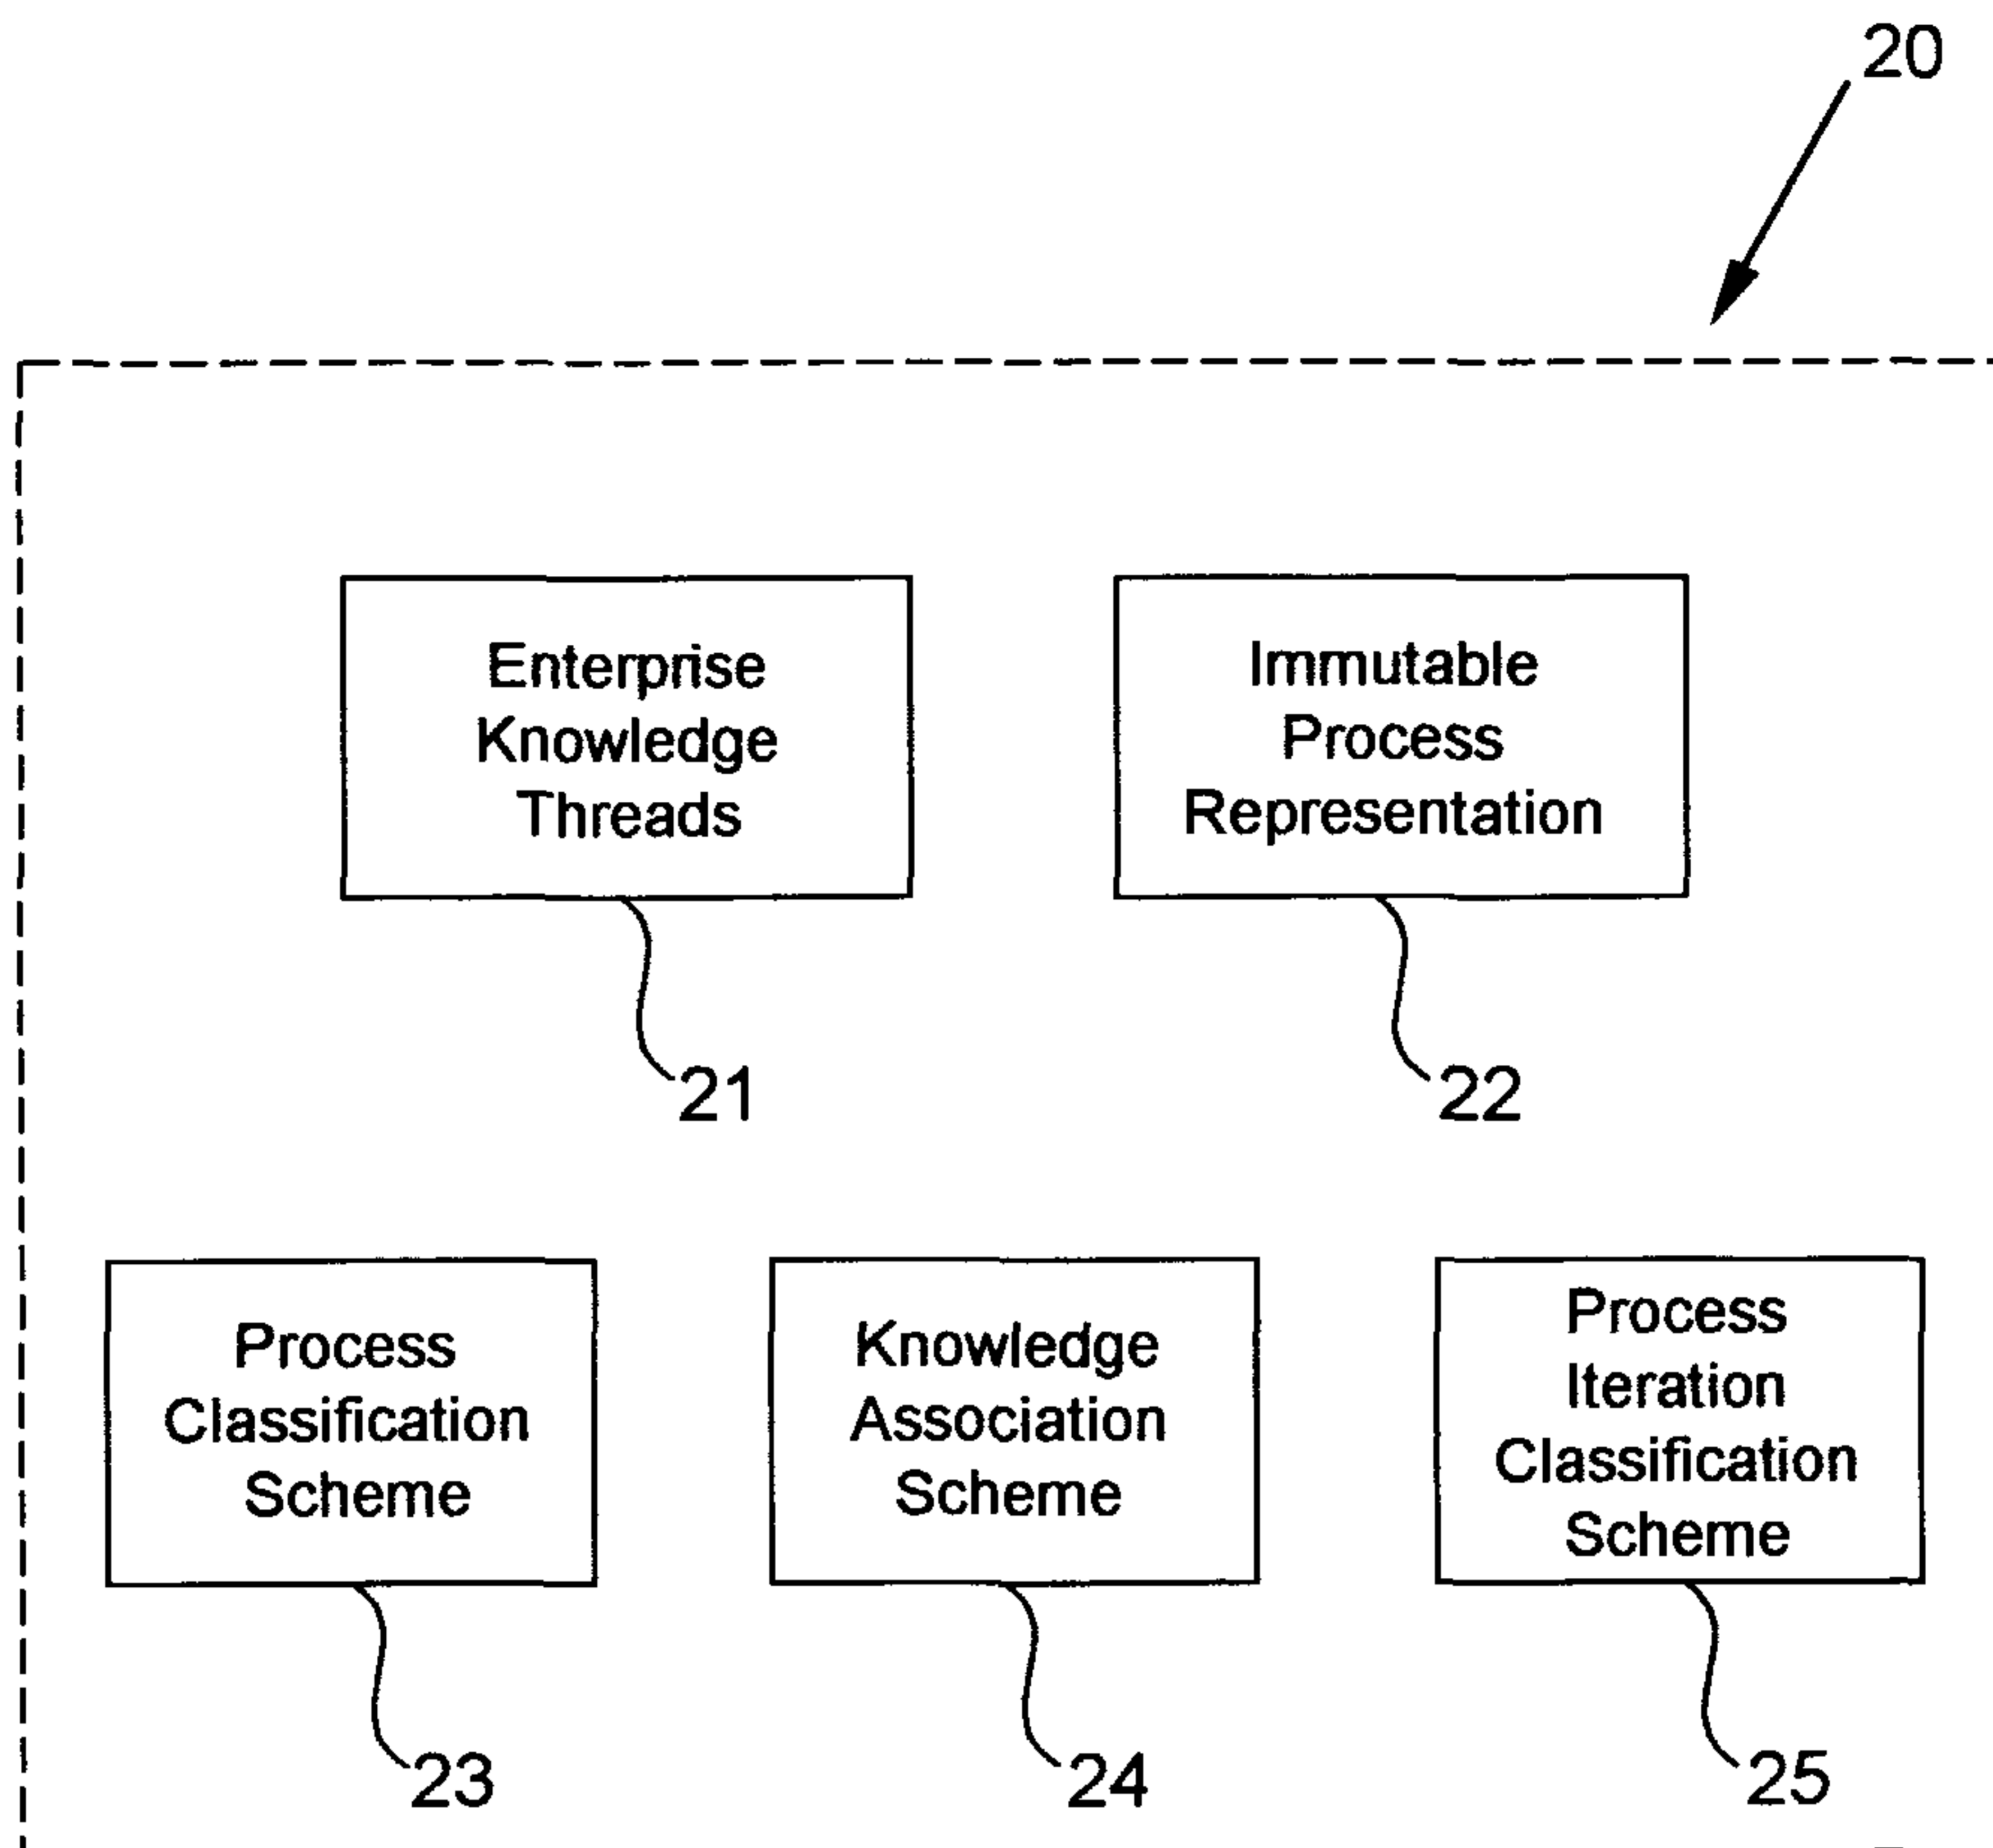 20
Enterprise
Knowledge
Threads
Immutable
Process
Representation
21
22
Process
Classification
Scheme
Knowledge
Association
Scheme
Process
Iteration
Classification
Scheme
23
24
25